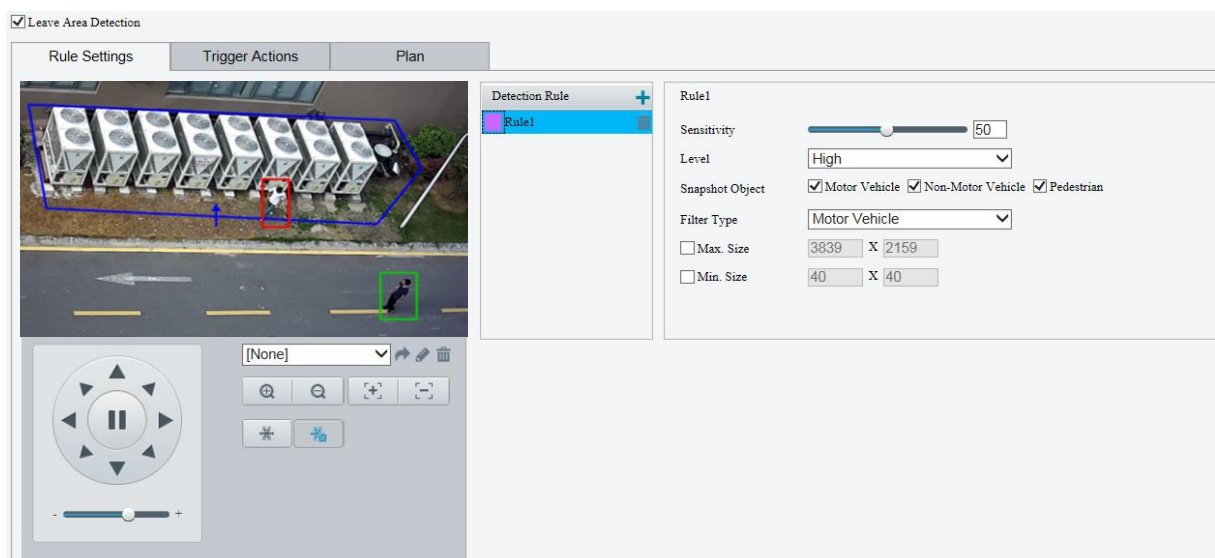 Leave Area Detection
Rule Settings Trigger Actions Plan
Detection Rule
Rule1
Rule1
Sensitivity 50
Level High
Snapshot Object Motor Vehicle Non-Motor Vehicle Pedestrian
Filter Type Motor Vehicle
Max. Size 3839 X 2159
Min. Size 40 X 40
[None]
- +